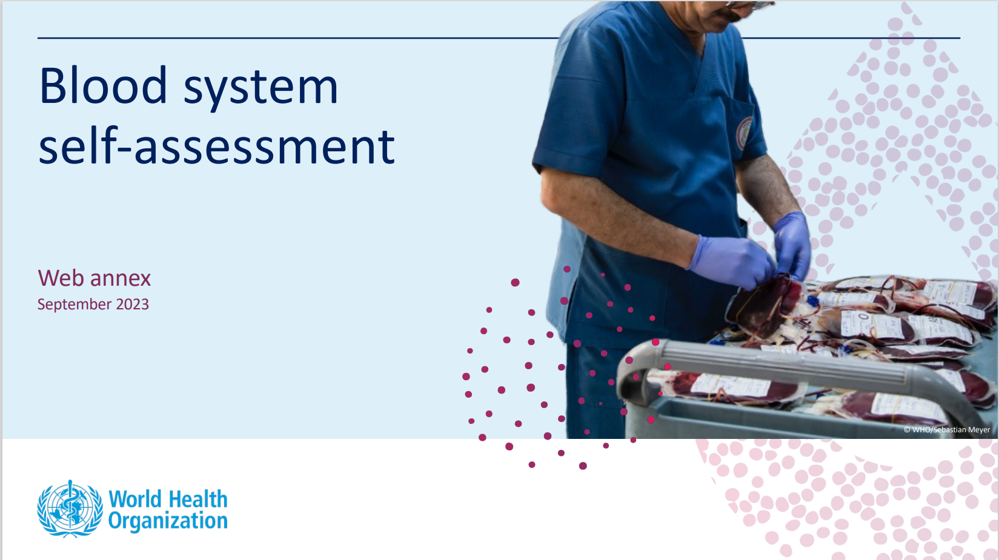 Blood system
self-assessment
Web annex
September 2023
© WHO/Sebastian Meyer
World Health
Organization